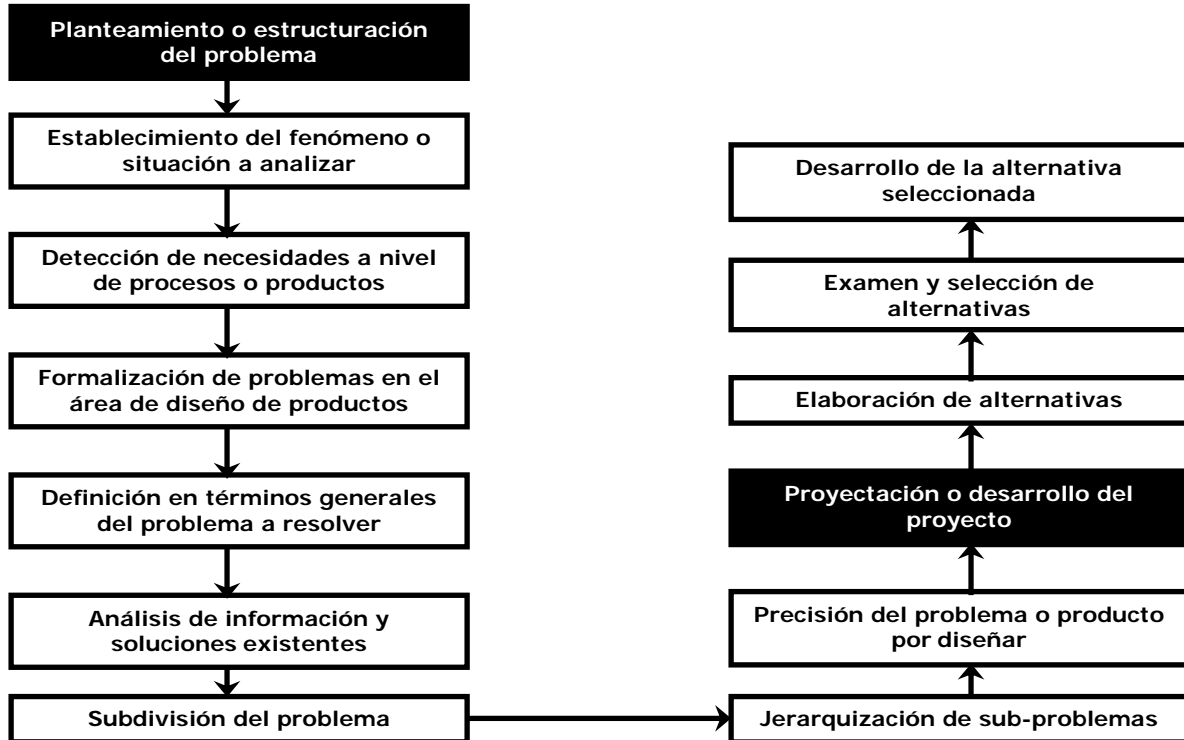 Planteamiento o estructuración
del problema
Establecimiento del fenómeno o
situación a analizar
Detección de necesidades a nivel
de procesos o productos
Formalización de problemas en el
área de diseño de productos
Definición en términos generales
del problema a resolver
Análisis de información y
soluciones existentes
Subdivisión del problema
Jerarquización de sub-problemas
Precisión del problema o producto
por diseñar
Proyectación o desarrollo del
proyecto
Elaboración de alternativas
Examen y selección de
alternativas
Desarrollo de la alternativa
seleccionada